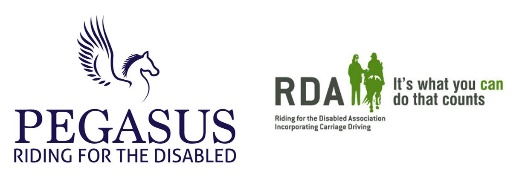 PEGASUS
RIDING FOR THE DISABLED
RDA
It's what you can
do that counts
Riding for the Disabled Association
Incorporating Carriage Driving